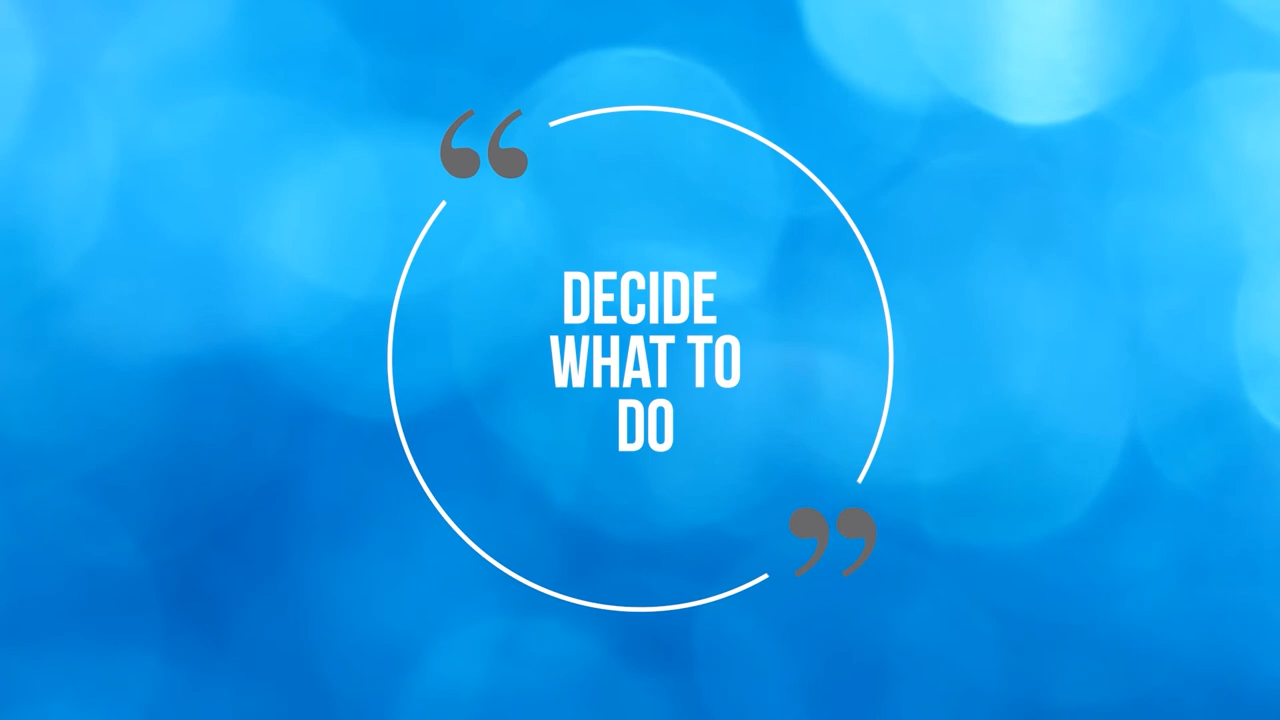 “
DECIDE
WHAT TO
DO
”